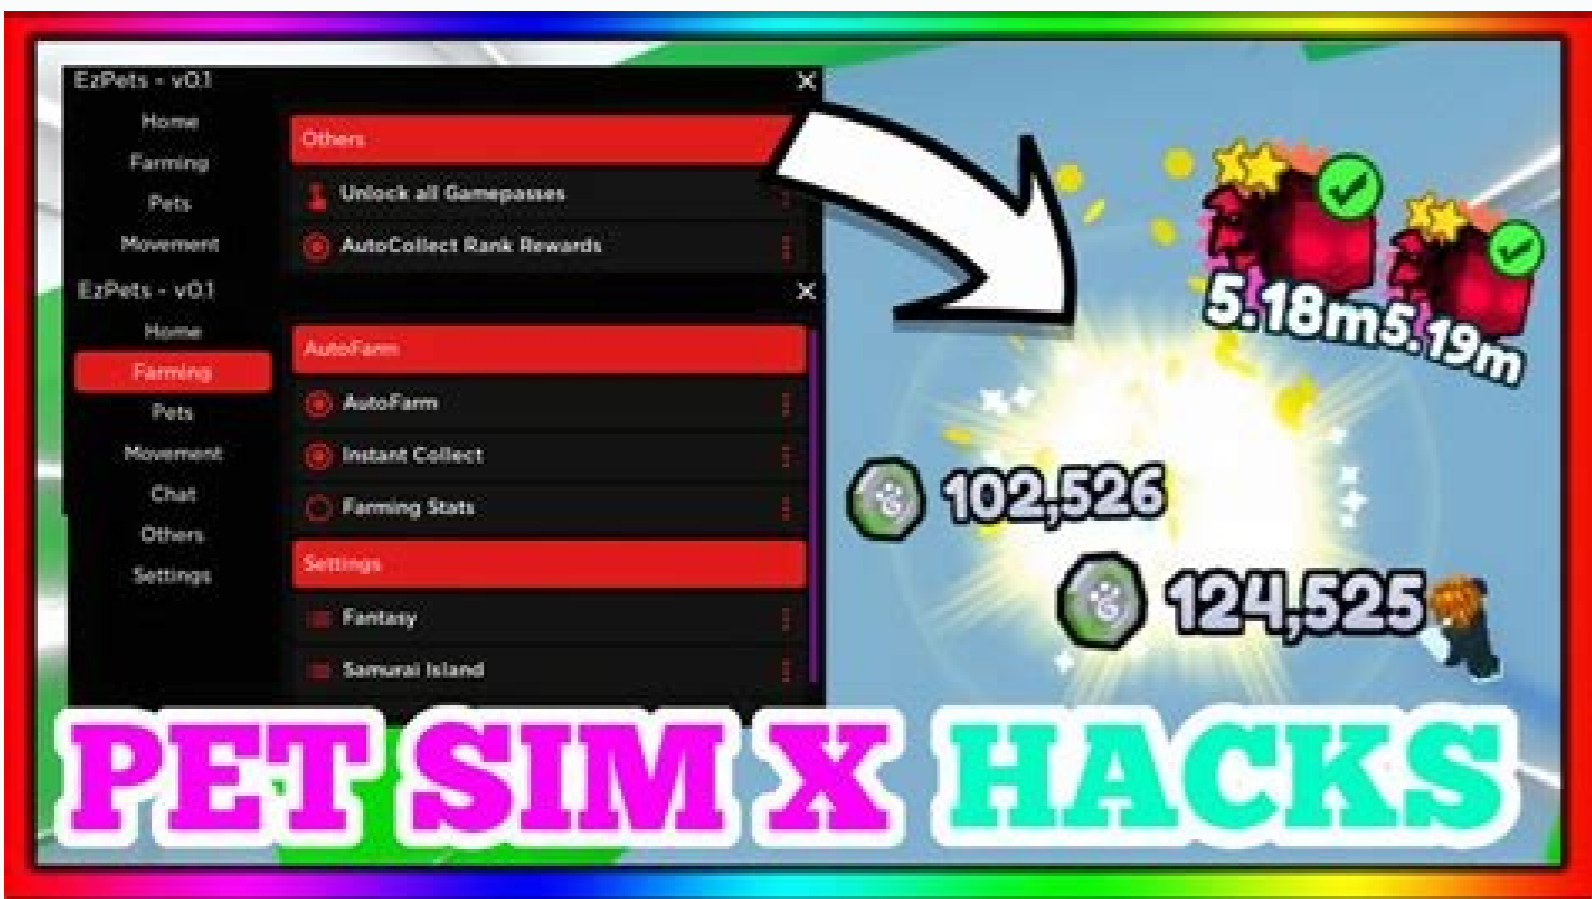 EzPets - v0.1
X
Home
Farming
Pets
Movement
Others
Unlock all Gamepasses
AutoCollect Rank Rewards
EzPets - v0.1
X
Home
Farming
Pets
Movement
Chat
Others
Settings
AutoFarm
AutoFarm
Instant Collect
Farming Stats
Settings
Fantasy
Samurai Island
5.18m 5.19m
102,526
124,525
PET SIM X HACKS